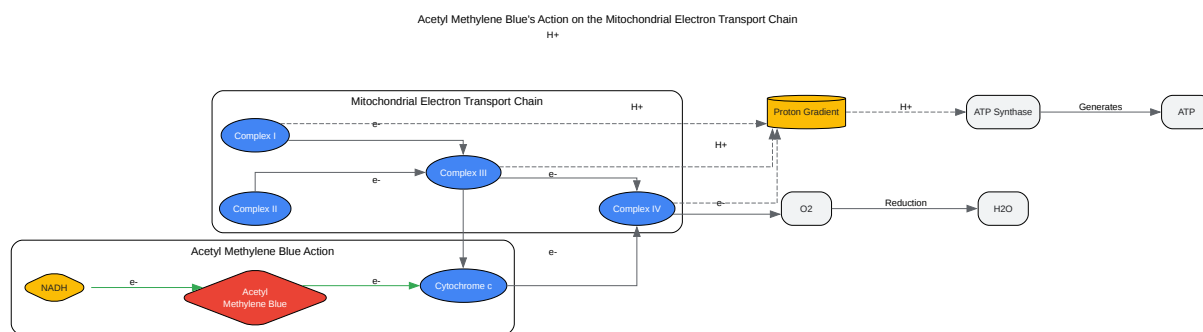 Acetyl Methylene Blue's Action on the Mitochondrial Electron Transport Chain
H+
Mitochondrial Electron Transport Chain
H+
Proton Gradient
H+
ATP Synthase
Generates
ATP
Complex I
e-
H+
Complex III
e-
e-
Complex II
Complex IV
e-
O2
Reduction
H2O
Acetyl Methylene Blue Action
e-
NADH
e-
Acetyl
Methylene Blue
e-
Cytochrome c